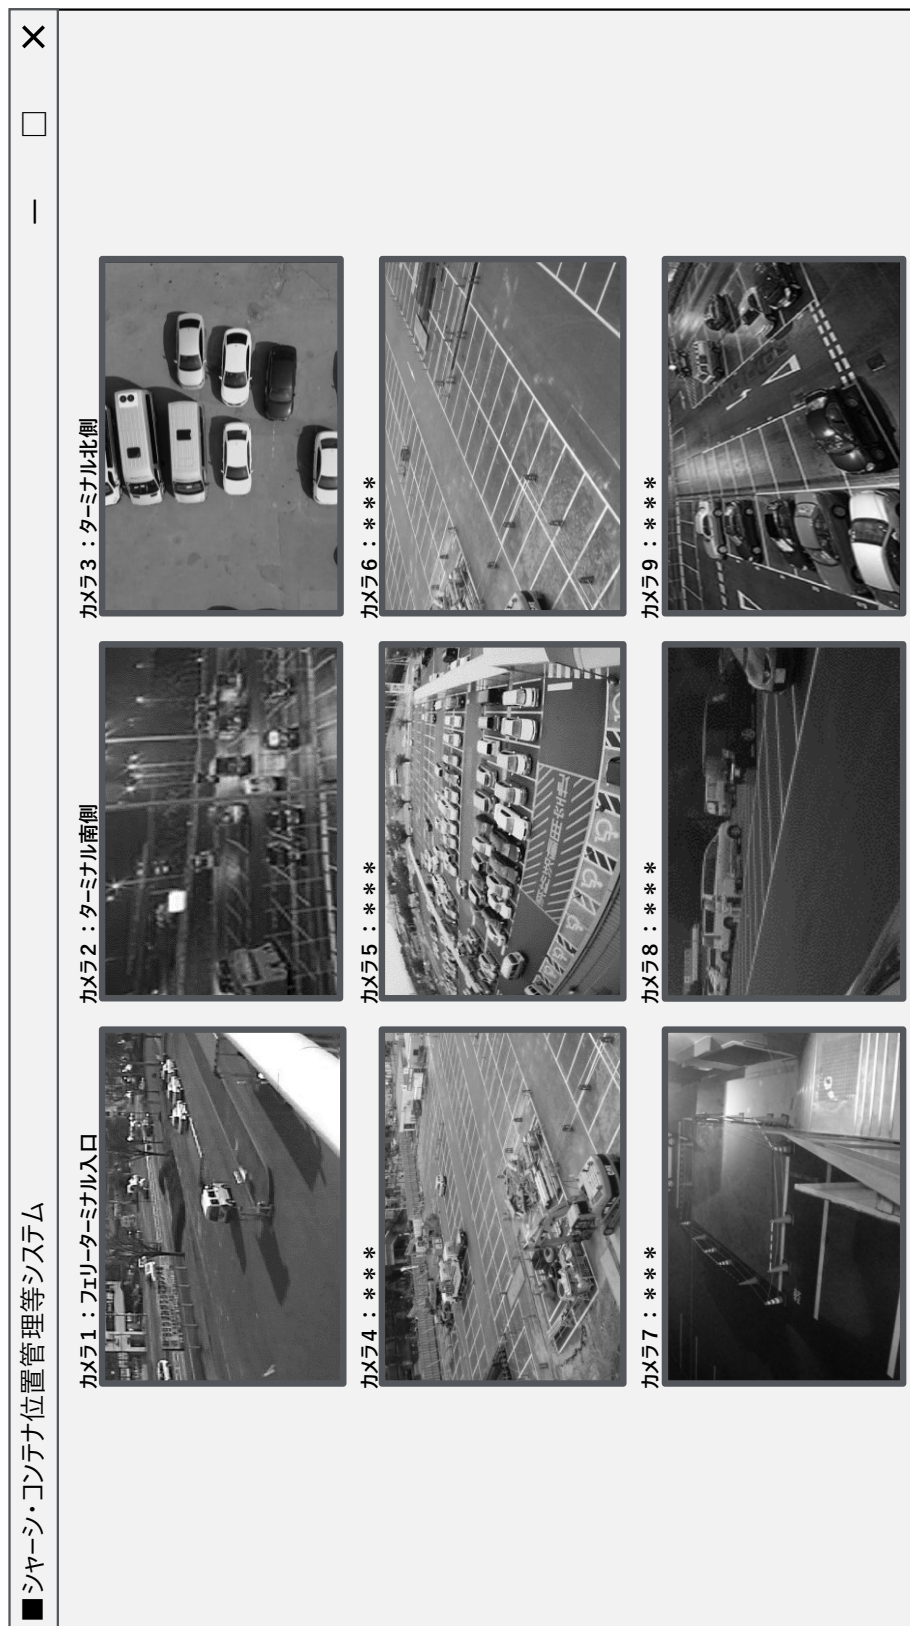 ■シャーシ・コンテナ位置管理等システム
カメラ1：フェリーターミナル入口
カメラ2：ターミナル南側
カメラ3：ターミナル北側
カメラ4：＊＊＊
カメラ5：＊＊＊
カメラ6：＊＊＊
カメラ7：＊＊＊
カメラ8：＊＊＊
カメラ9：＊＊＊